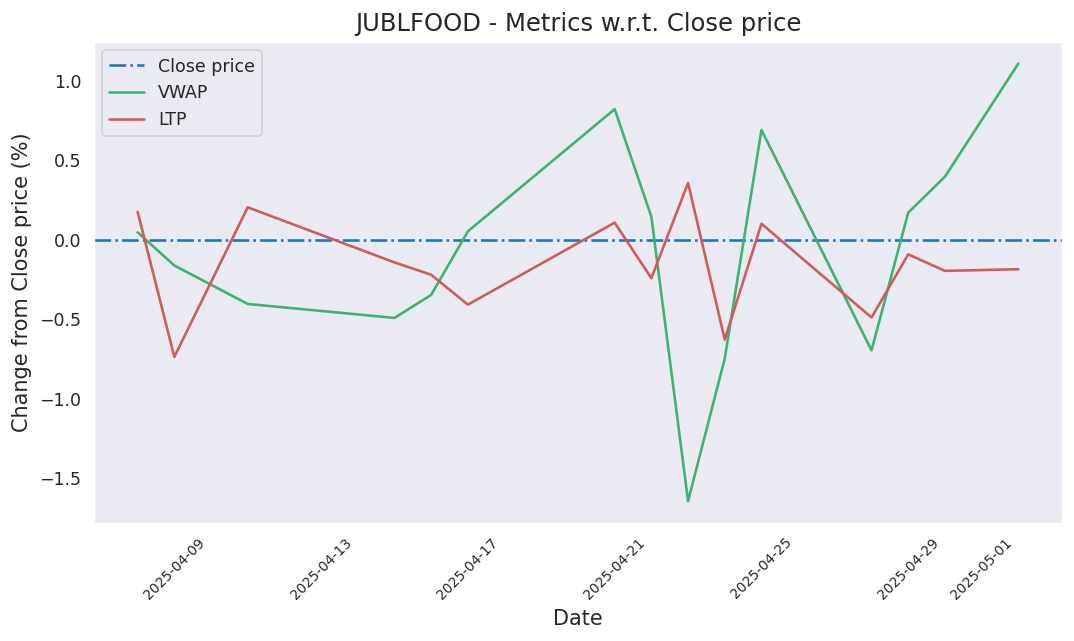 JUBLFOOD - Metrics w.r.t. Close price
Close price
VWAP
LTP
Change from Close price (%)
1.0
0.5
0.0
−0.5
−1.0
−1.5
2025-04-09
2025-04-13
2025-04-17
2025-04-21
2025-04-25
2025-04-29
2025-05-01
Date